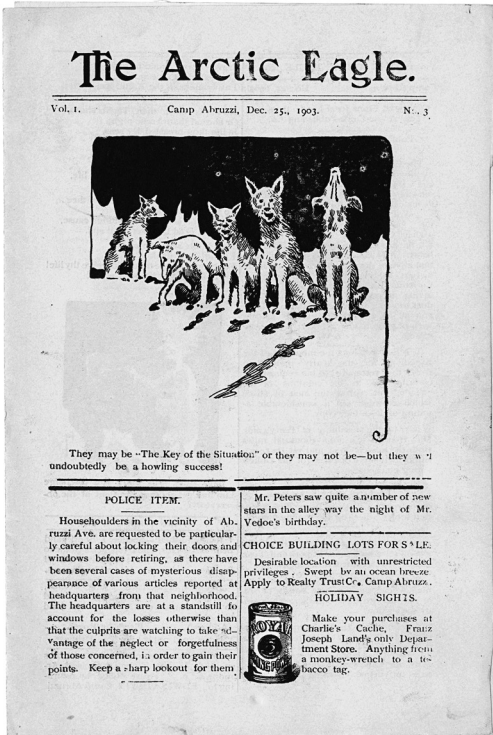 The Arctic Eagle.
Vol. 1. Camp Abruzzi, Dec. 25., 1903. No. 3
They may be "The Key of the Situation" or they may not be—but they
undoubtedly be a howling success!
POLICE ITEM.
Househoulders in the vicinity of Ab.
ruzzi Ave. are requested to be particular-
ly careful about locking their doors and
windows before retiring, as there have
been several cases of mysterious disap-
pearance of various articles reported at
headquarters from that neighborhood.
The headquarters are at a standstill to
account for the losses otherwise than
that the culprits are watching to take ad-
vantage of the neglect or forgetfulness
of those concerned, in order to gain their
points. Keep a sharp lookout for them
Mr. Peters saw quite a number of new
stars in the alley way the night of Mr.
Vedoe's birthday.
CHOICE BUILDING LOTS FOR SALE.
Desirable location with unrestricted
privileges. Swept by an ocean breeze
Apply to Realty Trust Co, Camp Abruzzi.
HOLIDAY SIGHTS.
ROYAL
Make your purchases at
Charlie's Cache, Franz
Joseph Land's only Depar-
tment Store. Anything from
a monkey-wrench to a to-
bacco tag.